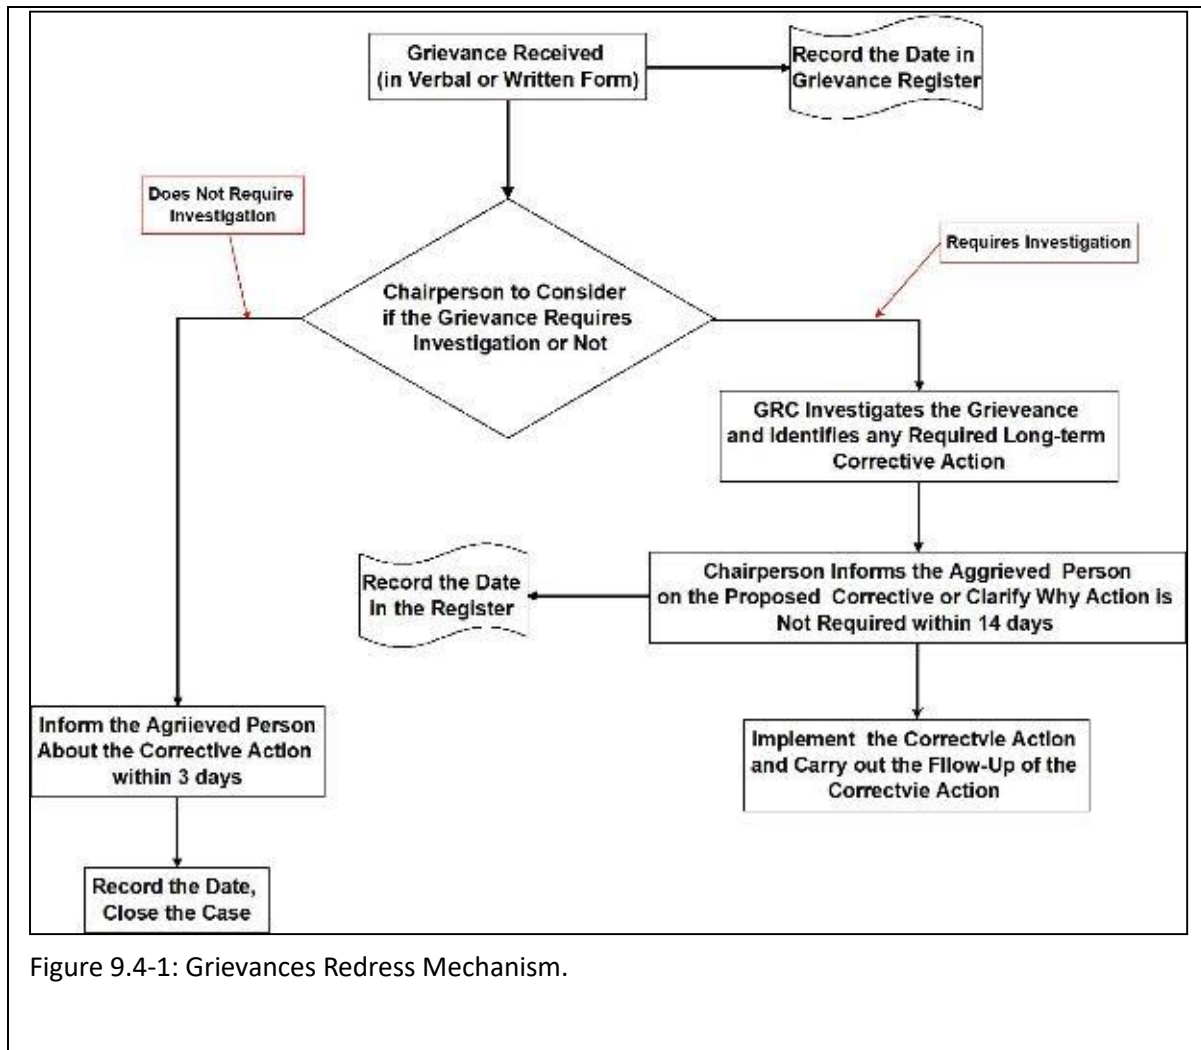 Grievance Received
(in Verbal or Written Form)
Record the Date in
Grievance Register
Does Not Require
Investigation
Requires Investigation
Chairperson to Consider
if the Grievance Requires
Investigation or Not
GRC Investigates the Grieveance
and Identifies any Required Long-term
Corrective Action
Chairperson Informs the Aggrieved Person
on the Proposed Corrective or Clarify Why Action is
Not Required within 14 days
Record the Date
In the Register
Inform the Agriieved Person
About the Corrective Action
within 3 days
Implement the Correctvie Action
and Carry out the Fllow-Up of the
Correctvie Action
Record the Date,
Close the Case
Figure 9.4-1: Grievances Redress Mechanism.